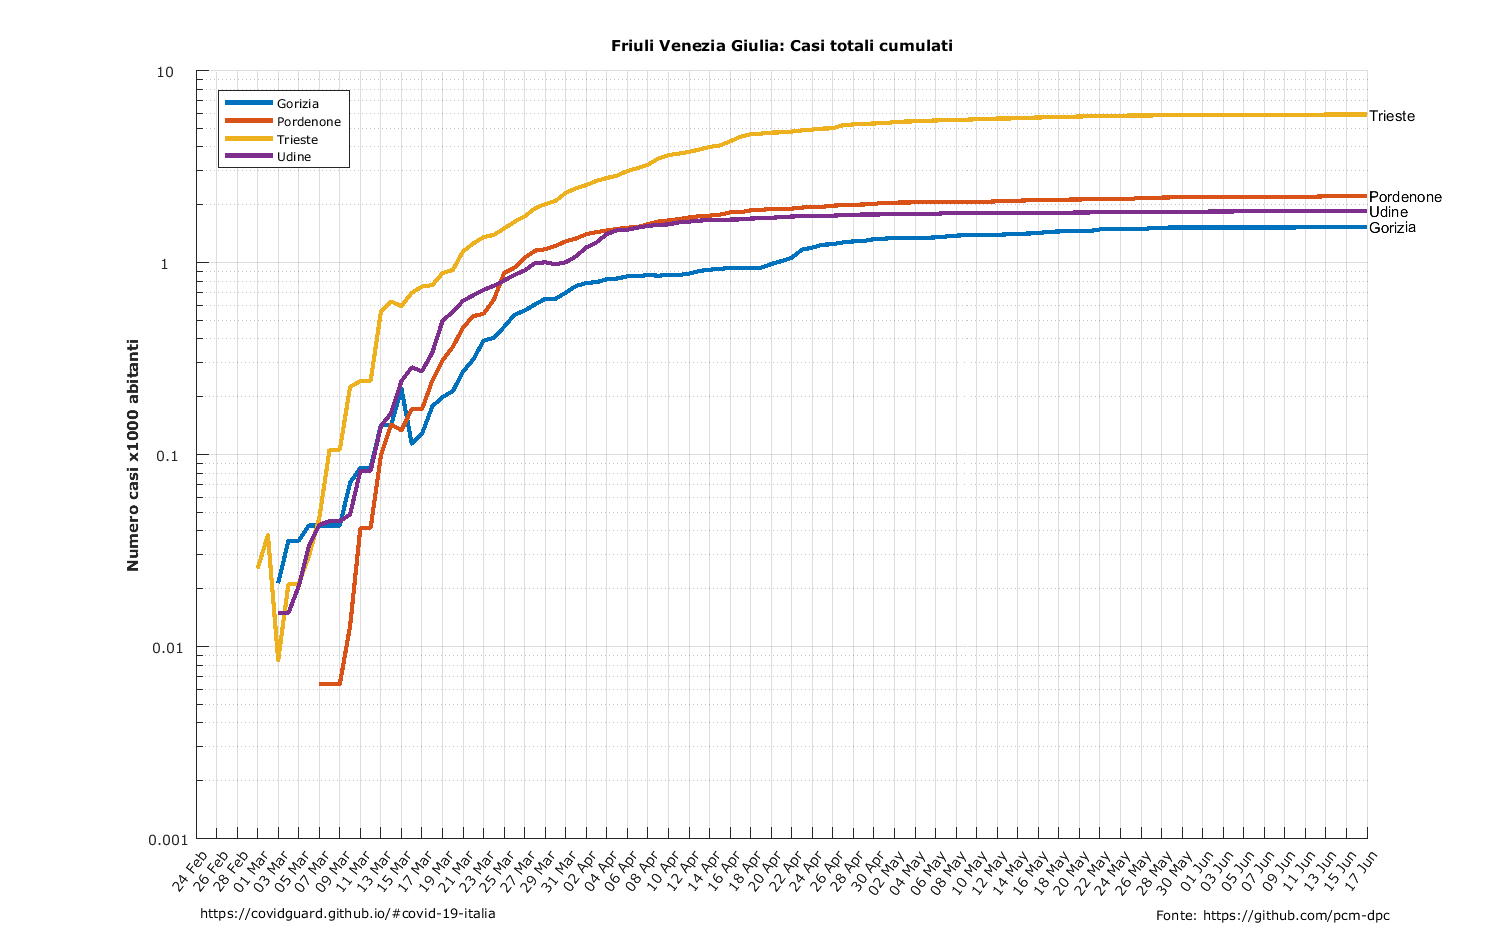 Friuli Venezia Giulia: Casi totali cumulati
10
1
0.1
0.01
0.001
Numero casi x1000 abitanti
Gorizia
Pordenone
Trieste
Udine
Trieste
Pordenone
Udine
Gorizia
24 Feb
26 Feb
28 Feb
01 Mar
03 Mar
05 Mar
07 Mar
09 Mar
11 Mar
13 Mar
15 Mar
17 Mar
19 Mar
21 Mar
23 Mar
25 Mar
27 Mar
29 Mar
31 Mar
02 Apr
04 Apr
06 Apr
08 Apr
10 Apr
12 Apr
14 Apr
16 Apr
18 Apr
20 Apr
22 Apr
24 Apr
26 Apr
28 Apr
30 Apr
02 May
04 May
06 May
08 May
10 May
12 May
14 May
16 May
18 May
20 May
22 May
24 May
26 May
28 May
30 May
01 Jun
03 Jun
05 Jun
07 Jun
09 Jun
11 Jun
13 Jun
15 Jun
17 Jun
https://covidguard.github.io/#covid-19-italia
Fonte: https://github.com/pcm-dpc